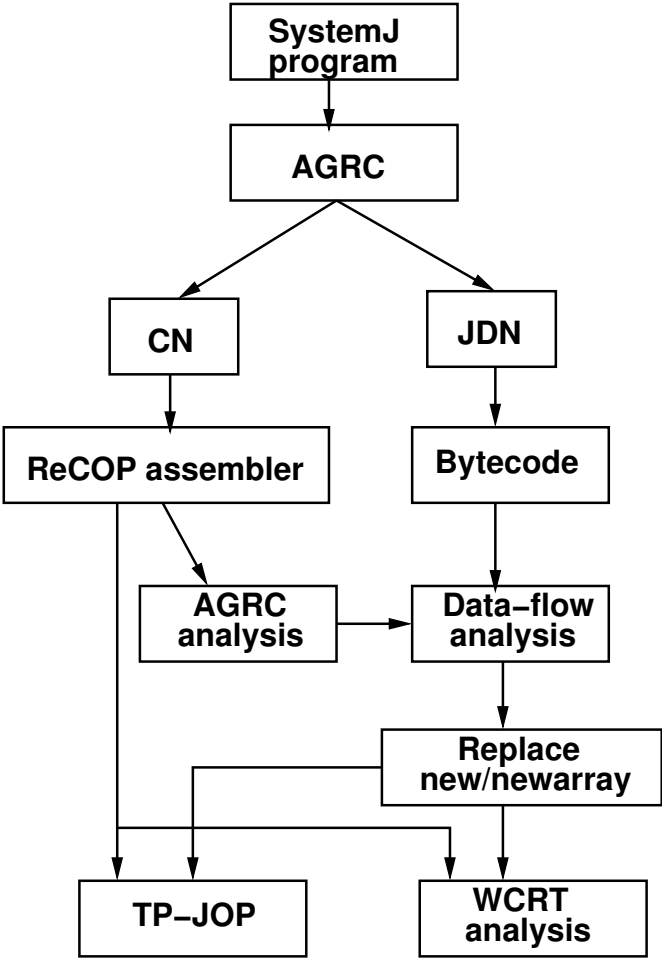 SystemJ
program
AGRC
CN
JDN
ReCOP assembler
Bytecode
AGRC
analysis
Data−flow
analysis
Replace
new/newarray
TP−JOP
WCRT
analysis